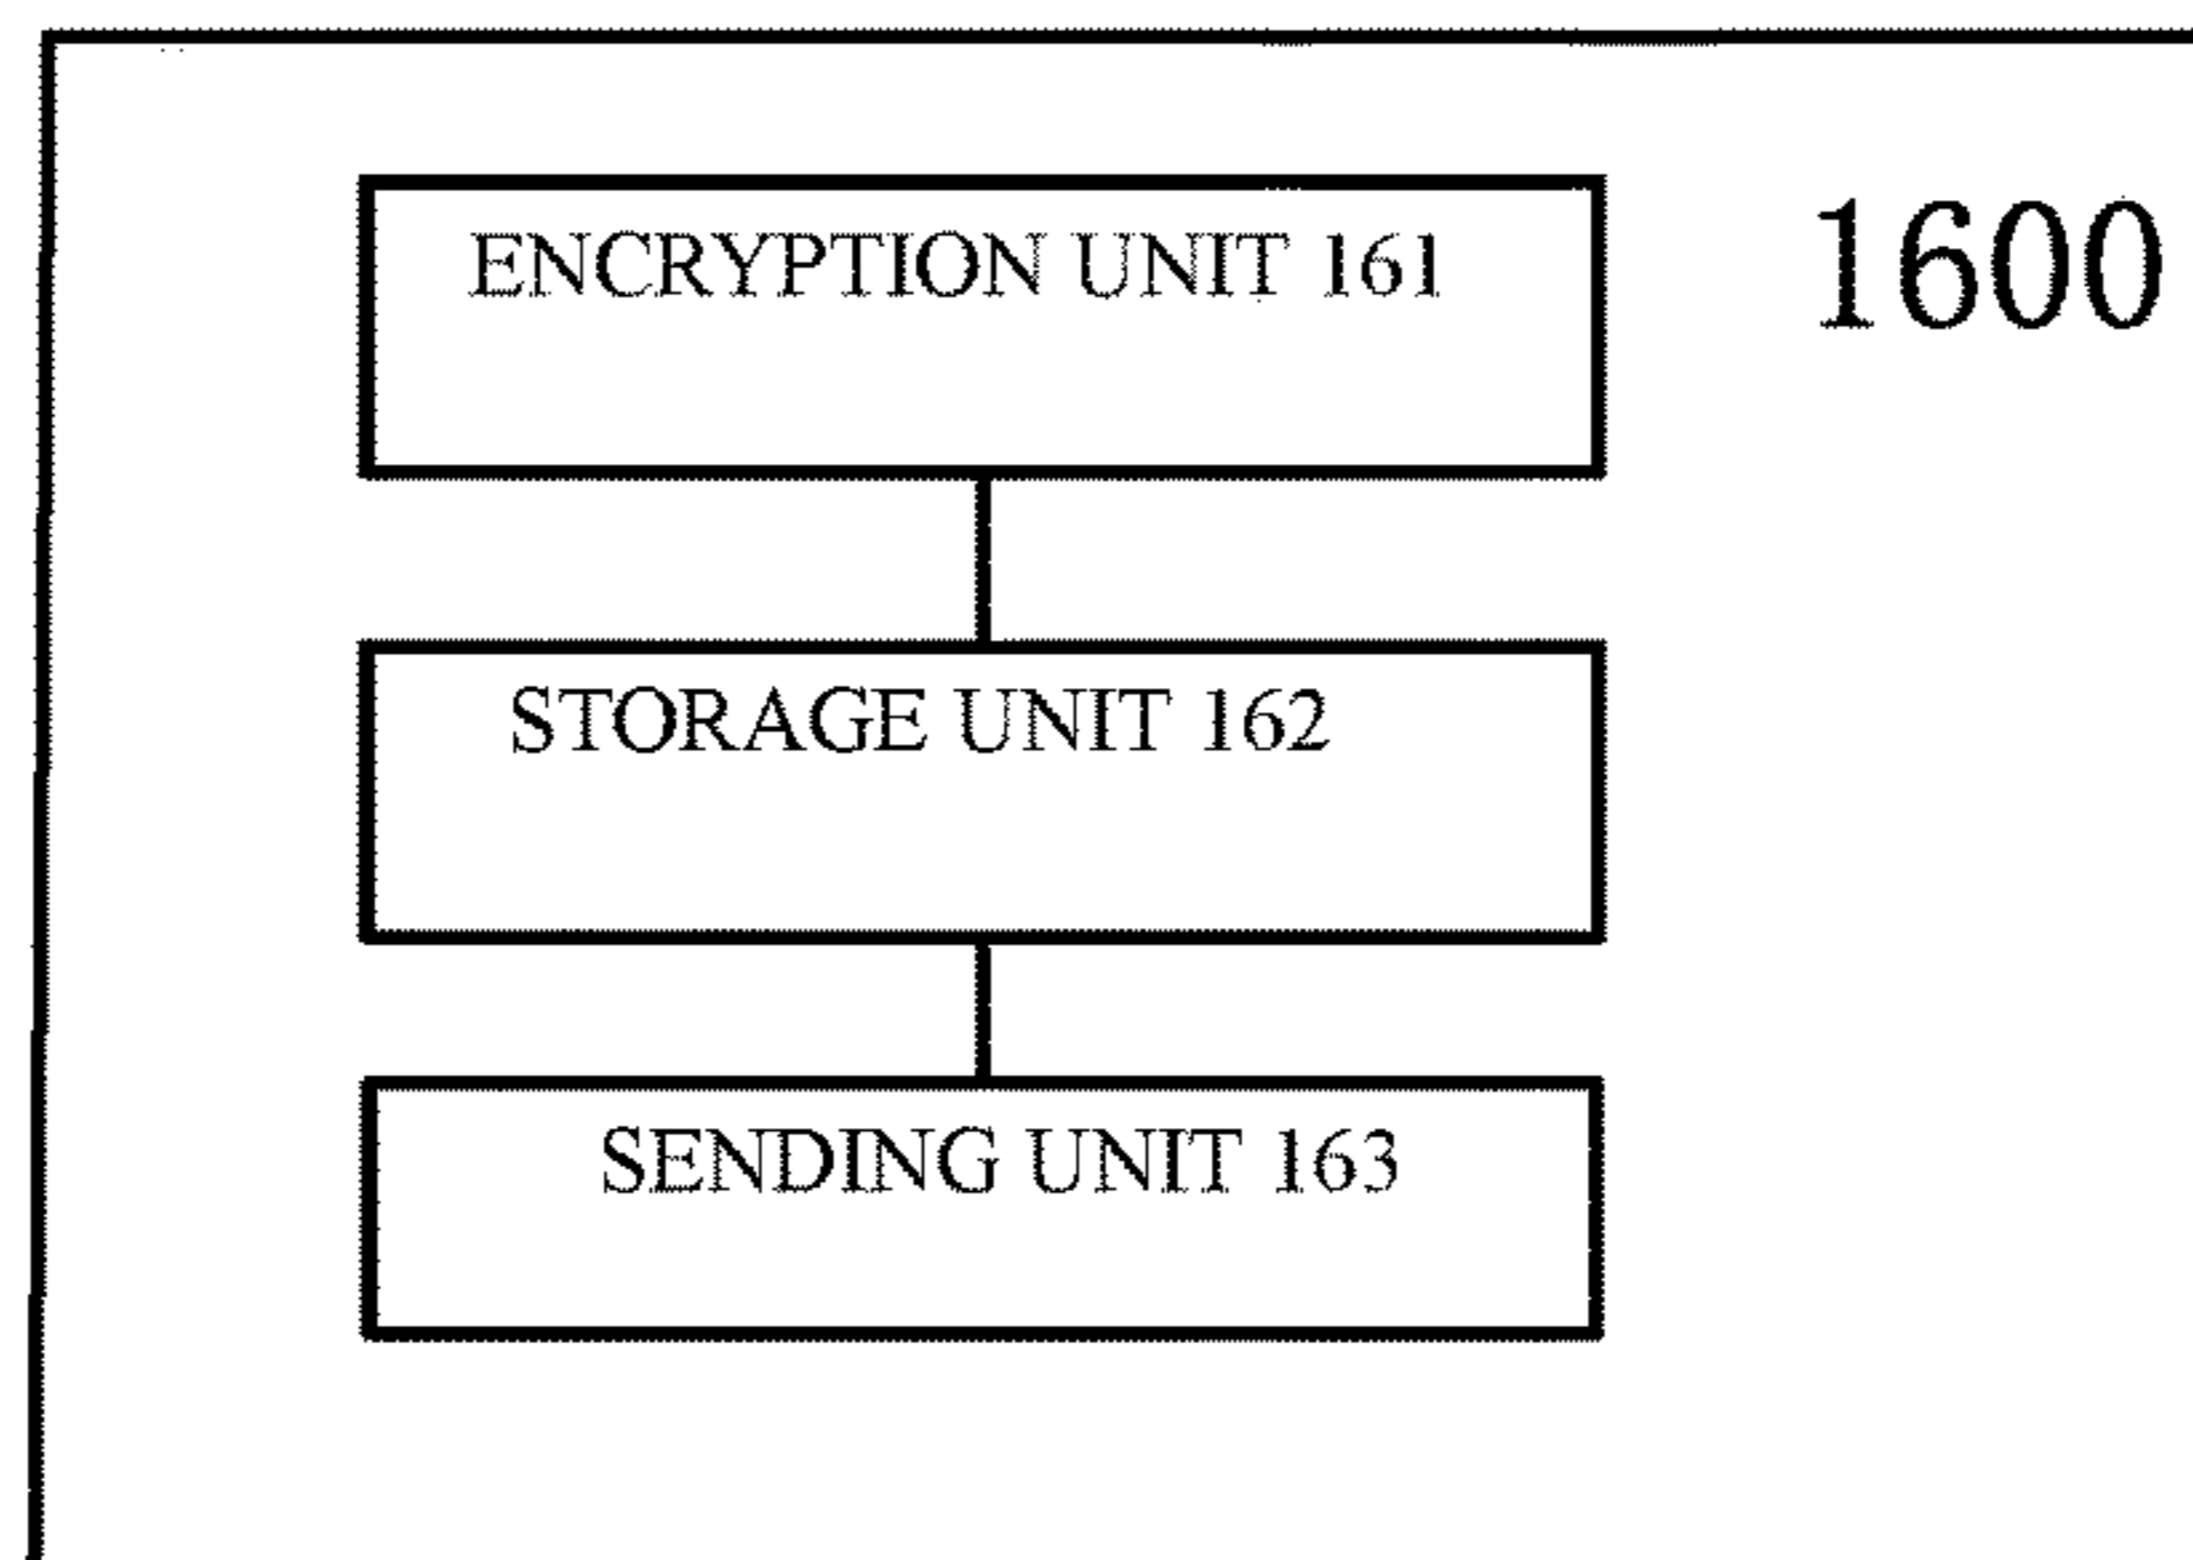 ENCRYPTION UNIT 161
1600
STORAGE UNIT 162
SENDING UNIT 163